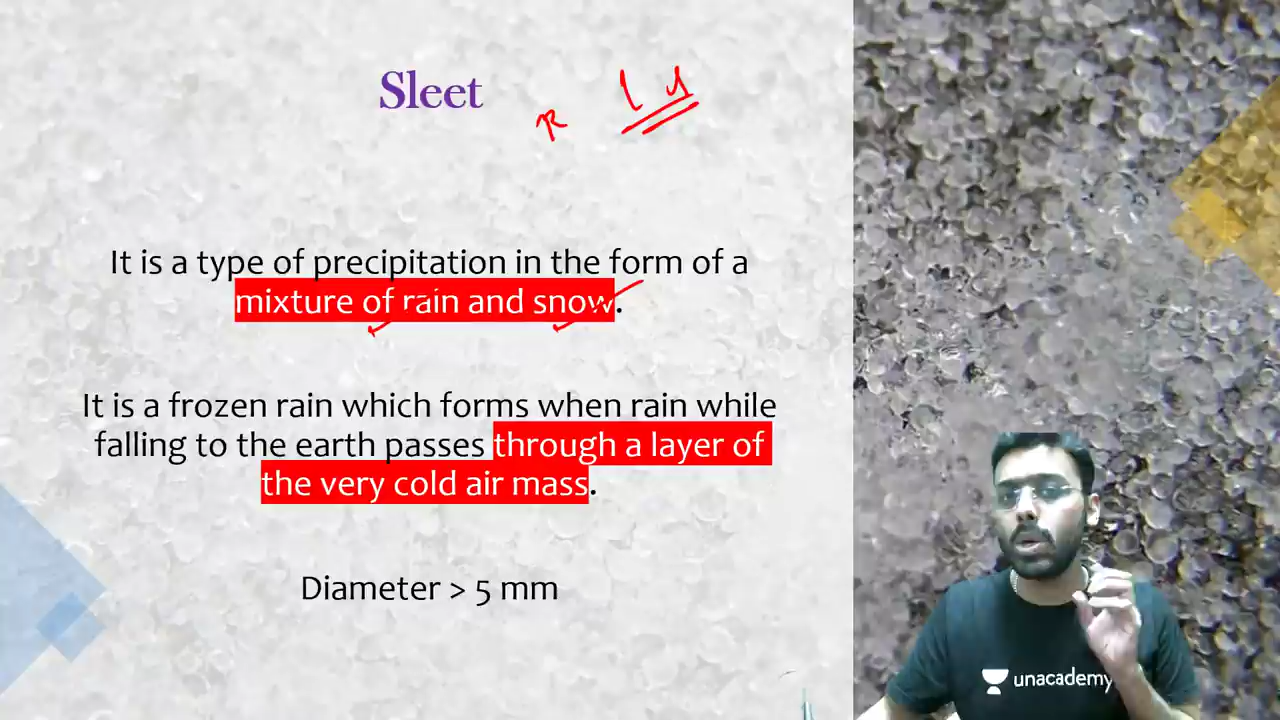 Sleet
It is a type of precipitation in the form of a
mixture of rain and snow.
It is a frozen rain which forms when rain while
falling to the earth passes through a layer of
the very cold air mass.
Diameter > 5 mm
unacademy